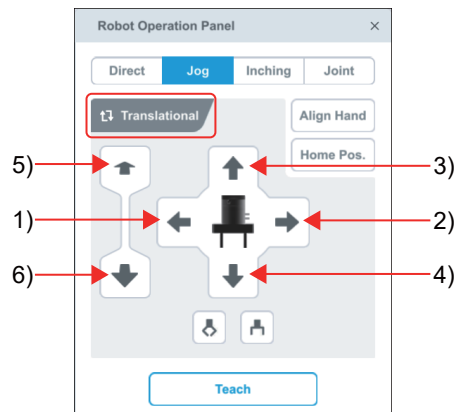 Robot Operation Panel ×
Direct Jog Inching Joint
Translational Align Hand
Home Pos.
5) 3)
1) 2)
6) 4)
Teach